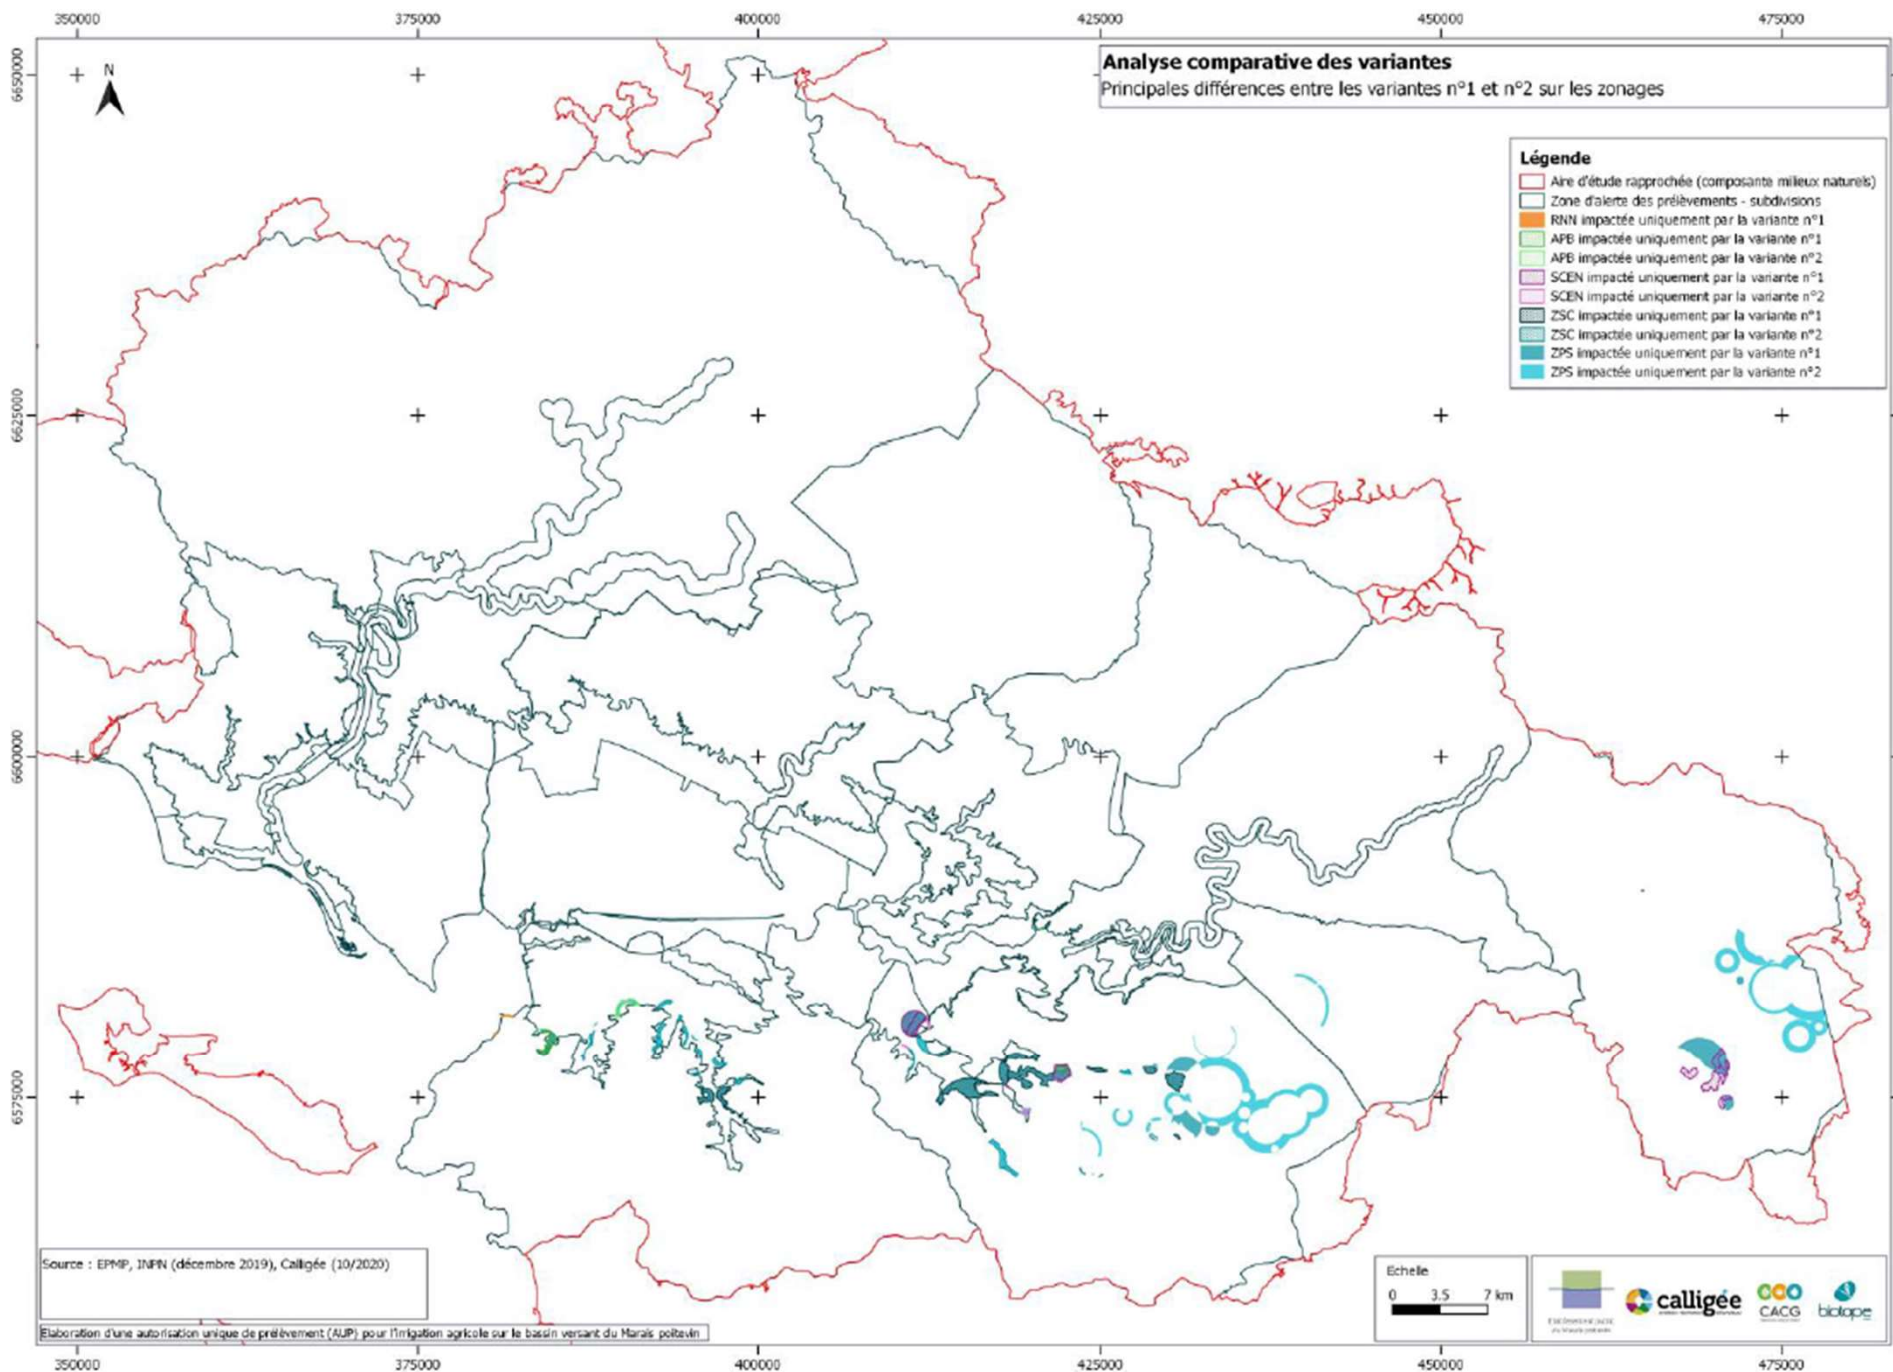 350000 375000 400000 425000 450000 475000
6650000
6625000
6600000
6575000
N
Analyse comparative des variantes
Principales différences entre les variantes n°1 et n°2 sur les zonages
Légende
Aire d'étude rapprochée (composante milieux naturels)
Zone d'alerte des prélèvements - subdivisions
RNN impactée uniquement par la variante n°1
APB impactée uniquement par la variante n°1
APB impactée uniquement par la variante n°2
SCEN impacté uniquement par la variante n°1
SCEN impacté uniquement par la variante n°2
ZSC impactée uniquement par la variante n°1
ZSC impactée uniquement par la variante n°2
ZPS impactée uniquement par la variante n°1
ZPS impactée uniquement par la variante n°2
Source : EPMP, INPN (décembre 2019), Calligée (10/2020)
Elaboration d'une autorisation unique de prélèvement (AUP) pour l'irrigation agricole sur le bassin versant du Marais poitevin
Echelle
0 3.5 7 km
calligée
CACG
biotope
350000 375000 400000 425000 450000 475000